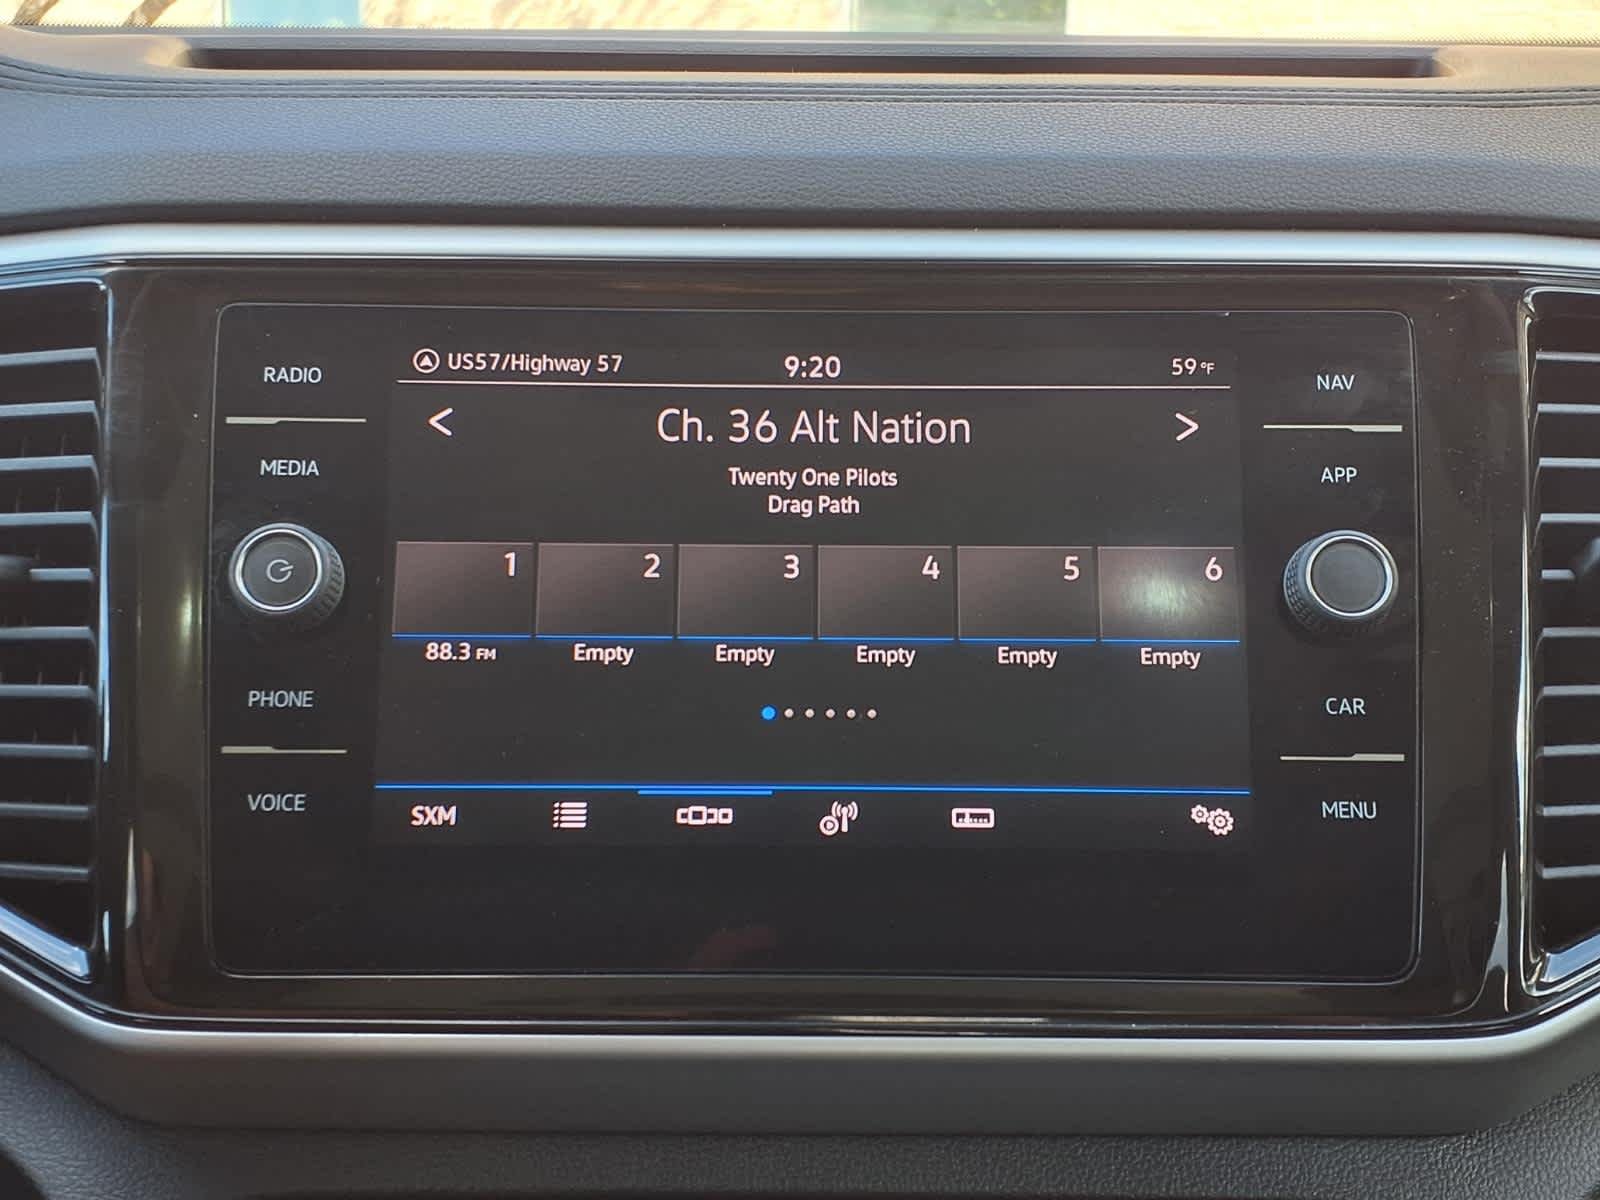 RADIO
MEDIA
PHONE
VOICE
US57/Highway 57 9:20 59 °F
< Ch. 36 Alt Nation >
Twenty One Pilots
Drag Path
1 2 3 4 5 6
88.3 FM Empty Empty Empty Empty Empty
SXM
NAV
APP
CAR
MENU